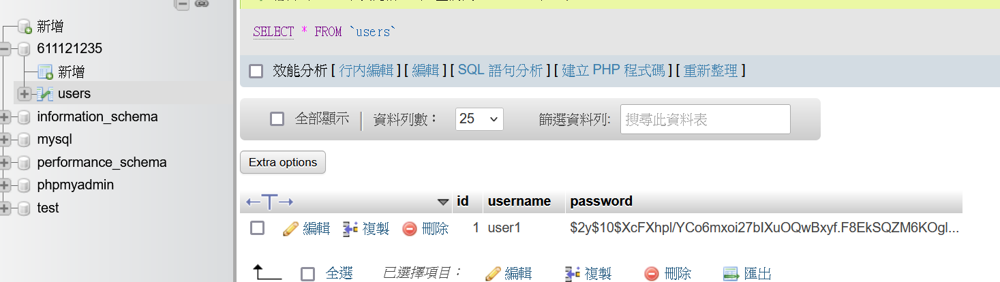 新增
611121235
新增
users
information_schema
mysql
performance_schema
phpmyadmin
test
SELECT * FROM `users`
效能分析 [ 行內編輯 ] [ 編輯 ] [ SQL 語句分析 ] [ 建立 PHP 程式碼 ] [ 重新整理 ]
全部顯示 | 資料列數： 25 篩選資料列: 搜尋此資料表
Extra options
←T→ id username password
編輯 複製 刪除 1 user1 $2y$10$XcFXhpl/YCo6mxoi27bIXuOQwBxyf.F8EkSQZM6KOgl...
全選 已選擇項目： 編輯 複製 刪除 匯出